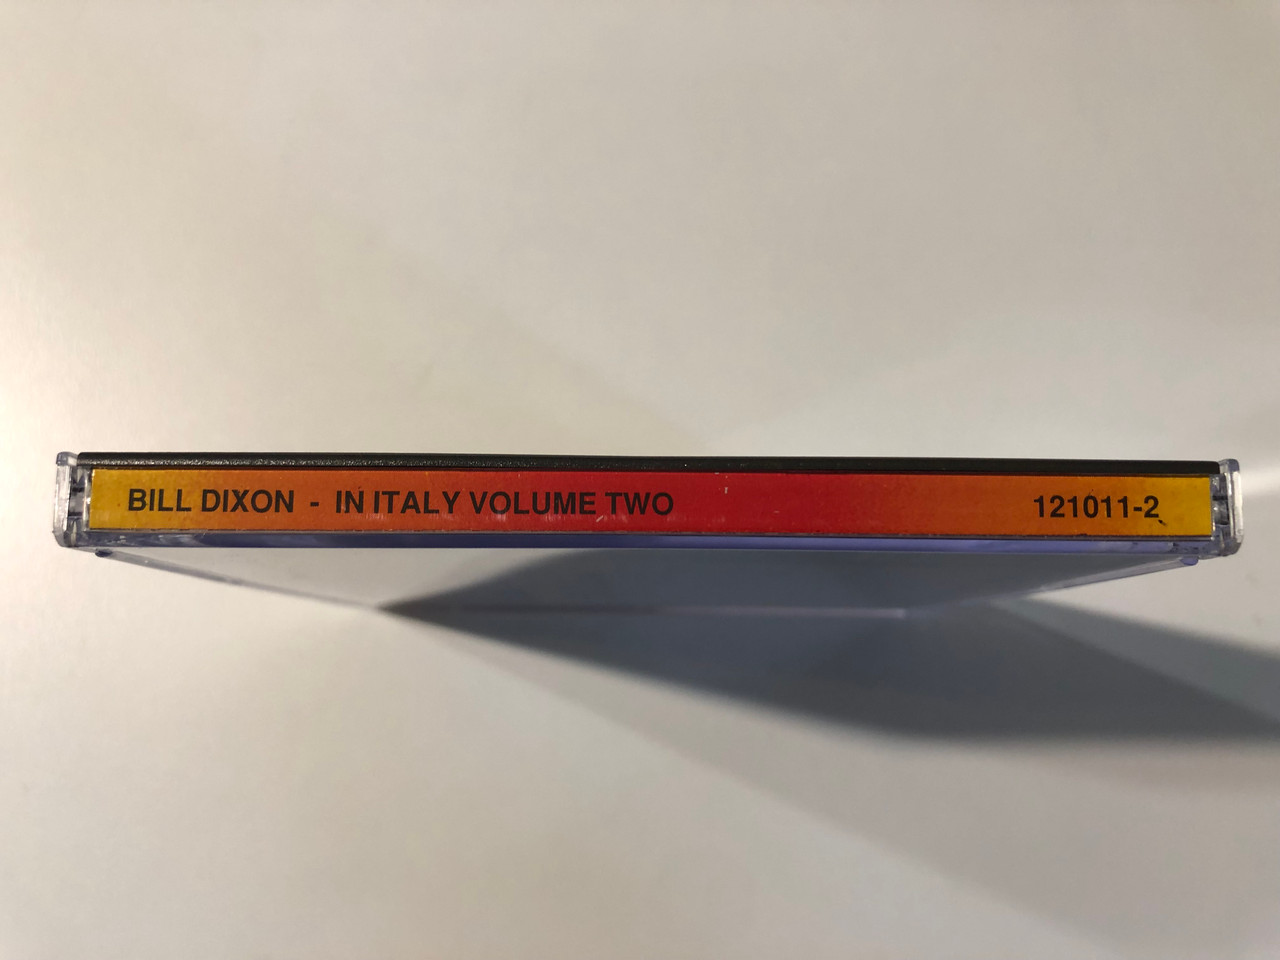 BILL DIXON - IN ITALY VOLUME TWO 121011-2